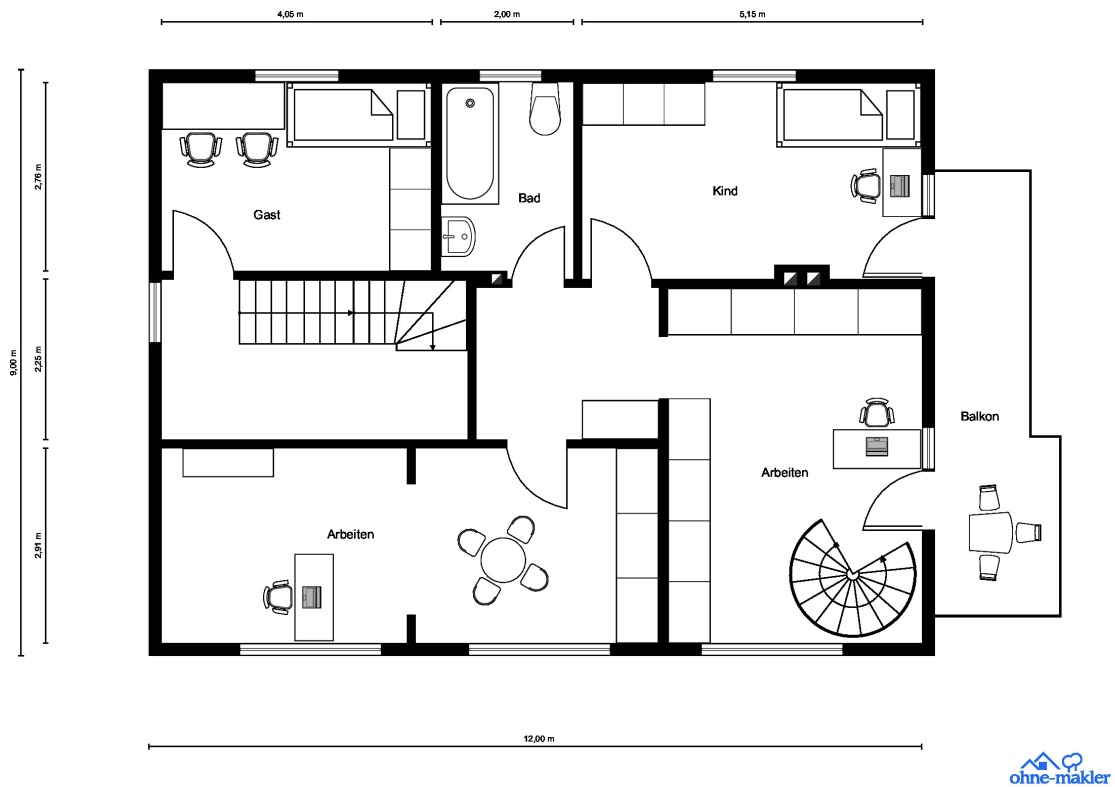 4,05 m
2,00 m
5,15 m
2,76 m
9,00 m
2,25 m
2,91 m
Gast
Bad
Kind
Balkon
Arbeiten
Arbeiten
12,00 m
ohne-makler